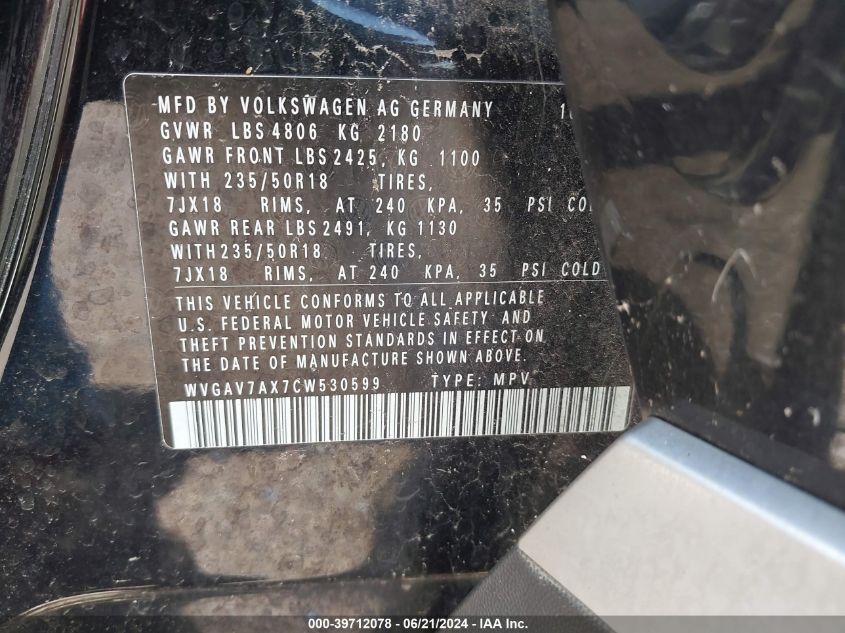 MFD BY VOLKSWAGEN AG GERMANY
GVWR LBS 4806 KG 2180
GAWR FRONT LBS 2425, KG 1100
WITH 235/50R18 TIRES,
7JX18 RIMS, AT 240 KPA, 35 PSI COL
GAWR REAR LBS 2491, KG 1130
WITH 235/50R18 TIRES,
7JX18 RIMS, AT 240 KPA, 35 PSI COLD
THIS VEHICLE CONFORMS TO ALL APPLICABLE
U.S. FEDERAL MOTOR VEHICLE SAFETY AND
THEFT PREVENTION STANDARDS IN EFFECT ON
THE DATE OF MANUFACTURE SHOWN ABOVE.
WVGAV7AX7CW530599 TYPE: MPV
000-39712078 - 06/21/2024 - IAA Inc.